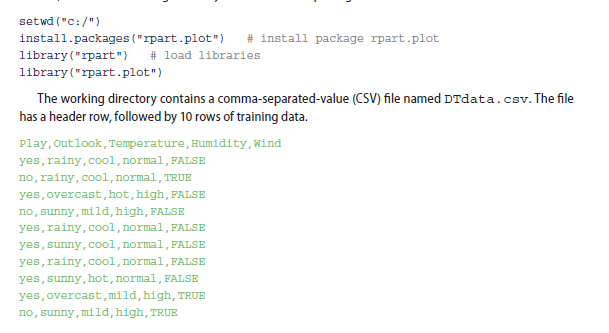 setwd("c:/")
install.packages("rpart.plot") # install package rpart.plot
library("rpart") # load libraries
library("rpart.plot")
The working directory contains a comma-separated-value (CSV) file named DTdata.csv. The file
has a header row, followed by 10 rows of training data.
Play,Outlook,Temperature,Humidity,Wind
yes,rainy,cool,normal,FALSE
no,rainy,cool,normal,TRUE
yes,overcast,hot,high,FALSE
no,sunny,mild,high,FALSE
yes,rainy,cool,normal,FALSE
yes,sunny,cool,normal,FALSE
yes,rainy,cool,normal,FALSE
yes,sunny,hot,normal,FALSE
yes,overcast,mild,high,TRUE
no,sunny,mild,high,TRUE